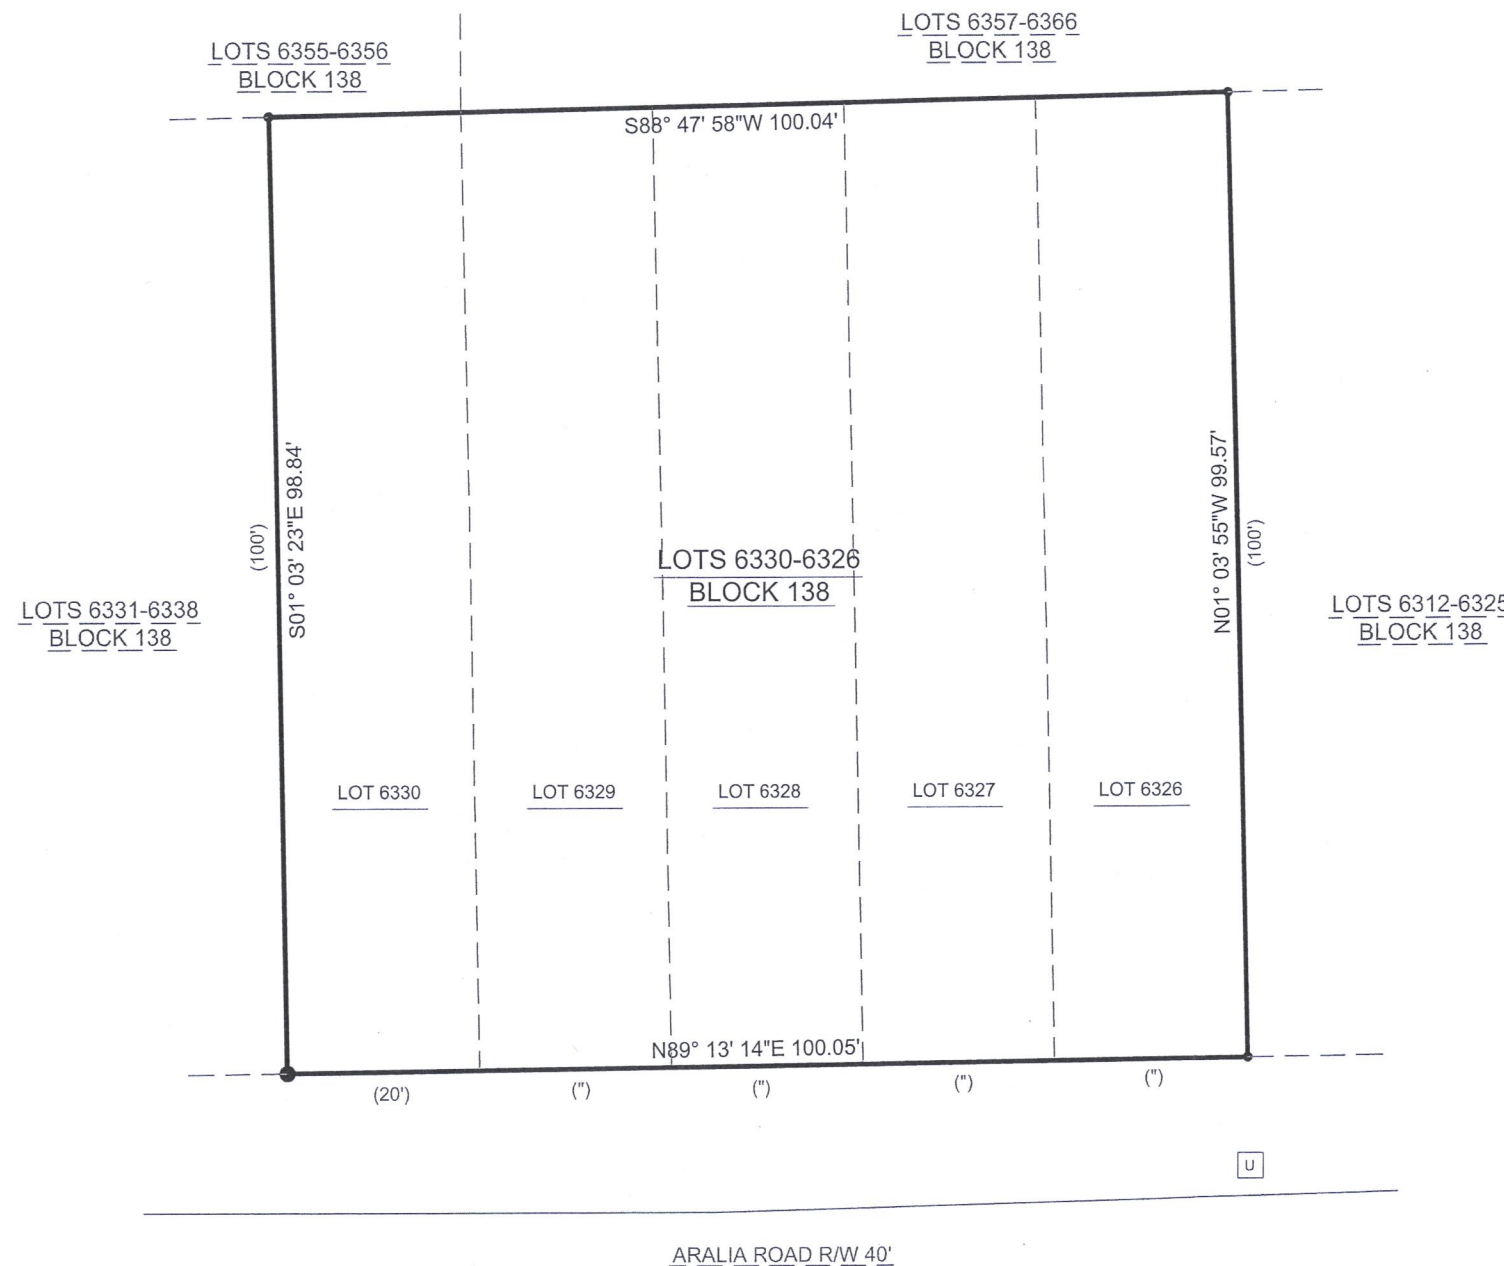 LOTS 6357-6366
BLOCK 138
LOTS 6355-6356
BLOCK 138
S88° 47' 58"W 100.04'
S01° 03' 23"E 98.84'
(100')
N01° 03' 55"W 99.57'
(100')
LOTS 6330-6326
BLOCK 138
LOTS 6331-6338
BLOCK 138
LOTS 6312-6325
BLOCK 138
LOT 6330
LOT 6329
LOT 6328
LOT 6327
LOT 6326
N89° 13' 14"E 100.05'
(20')
(")
(")
(")
(")
U
ARALIA ROAD R/W 40'